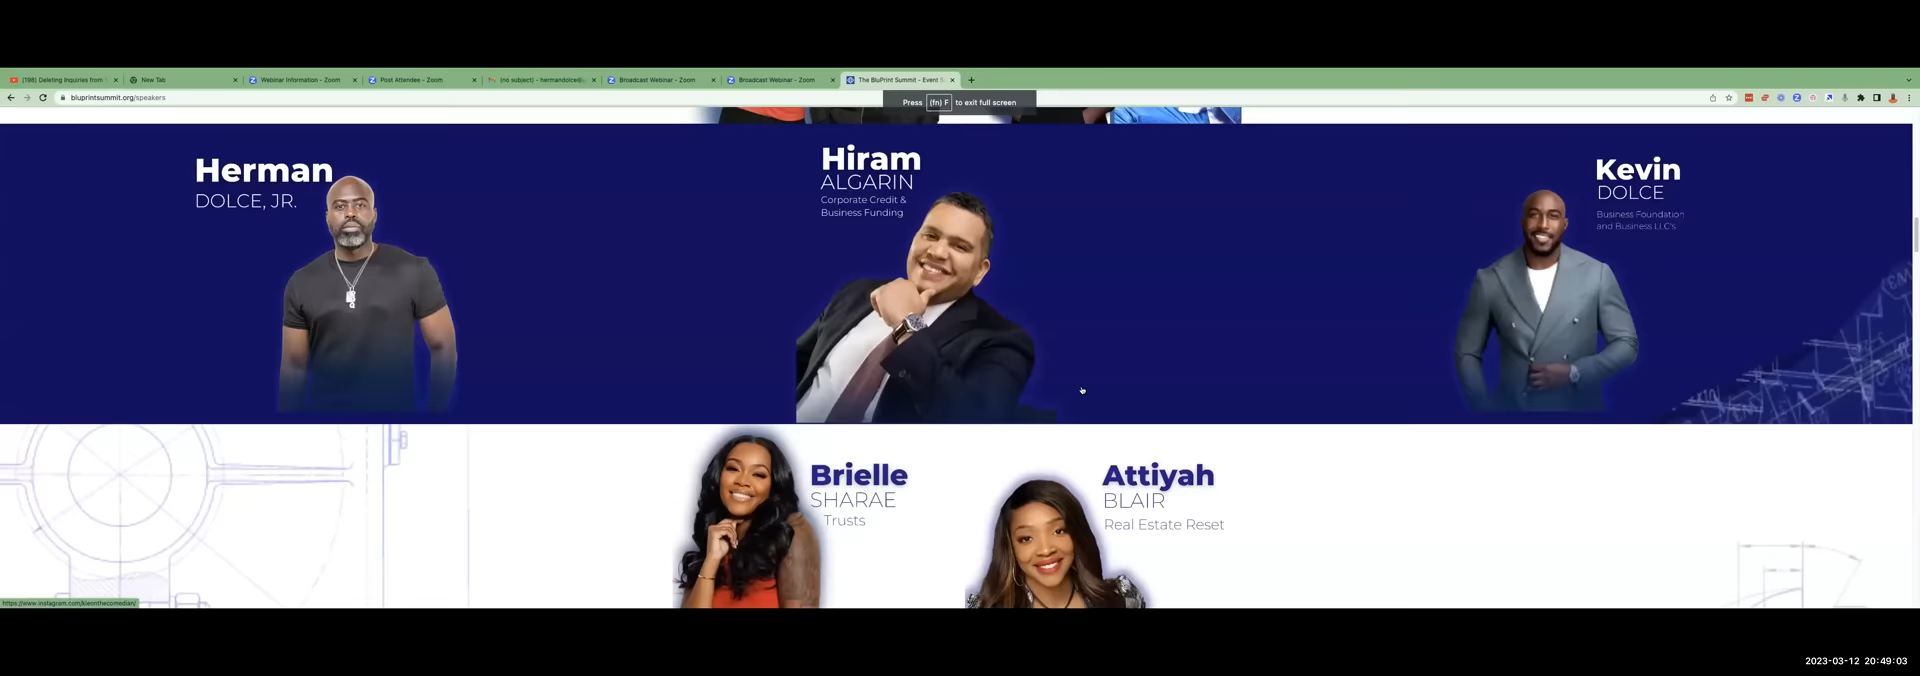 (198) Deleting Inquiries from
New Tab
Webinar Information - Zoom
Post Attendee - Zoom
(no subject) - hermandolce@
Broadcast Webinar - Zoom
Broadcast Webinar - Zoom
The BluPrint Summit - Event S
bluprintsummit.org/speakers
Press (fn) F to exit full screen
Herman
DOLCE, JR.
Hiram
ALGARIN
Corporate Credit &
Business Funding
Kevin
DOLCE
Business Foundation
and Business LLC's
Brielle
SHARAE
Trusts
Attiyah
BLAIR
Real Estate Reset
https://www.instagram.com/kleonthecomedian/
2023-03-12 20:49:03